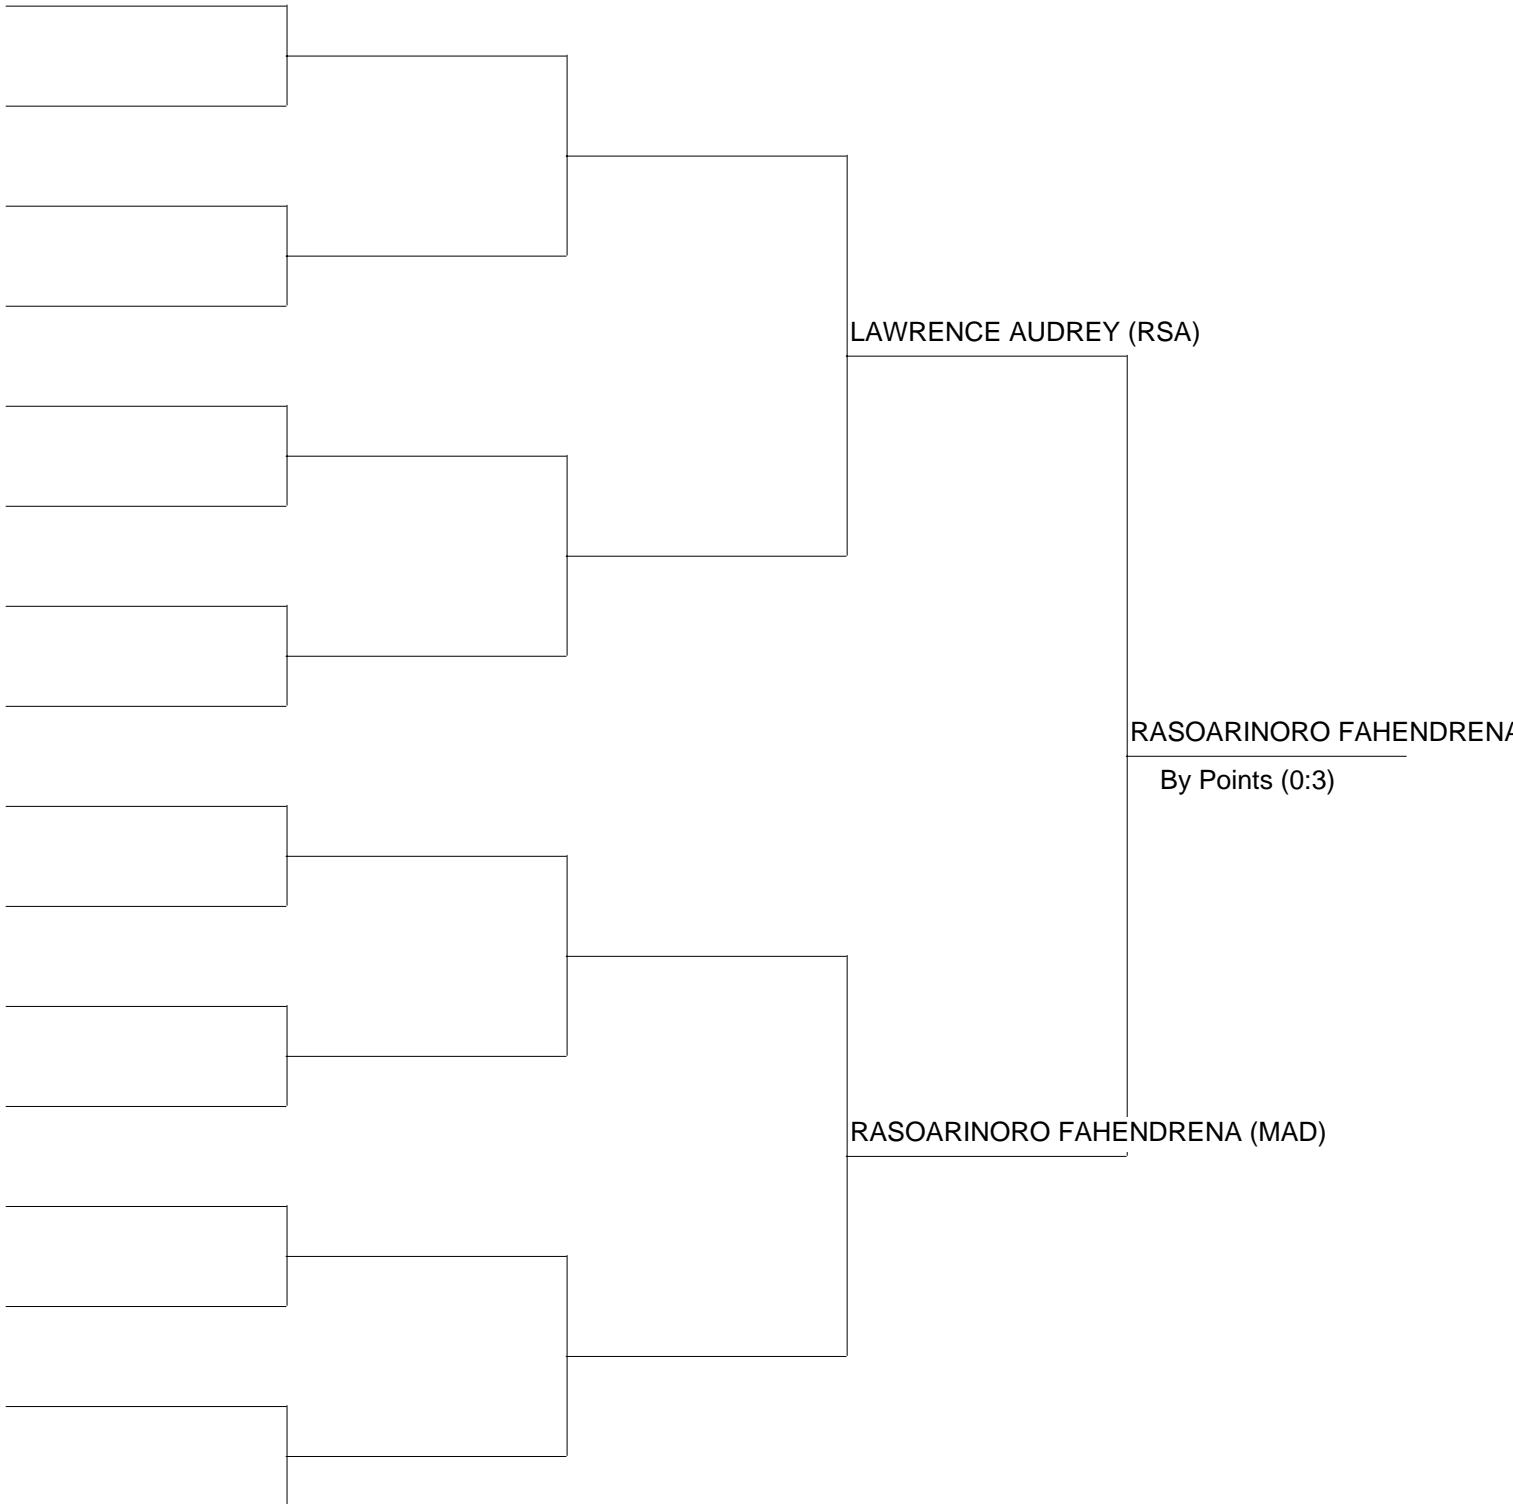 LAWRENCE AUDREY (RSA)
RASOARINORO FAHENDRENA
By Points (0:3)
RASOARINORO FAHENDRENA (MAD)